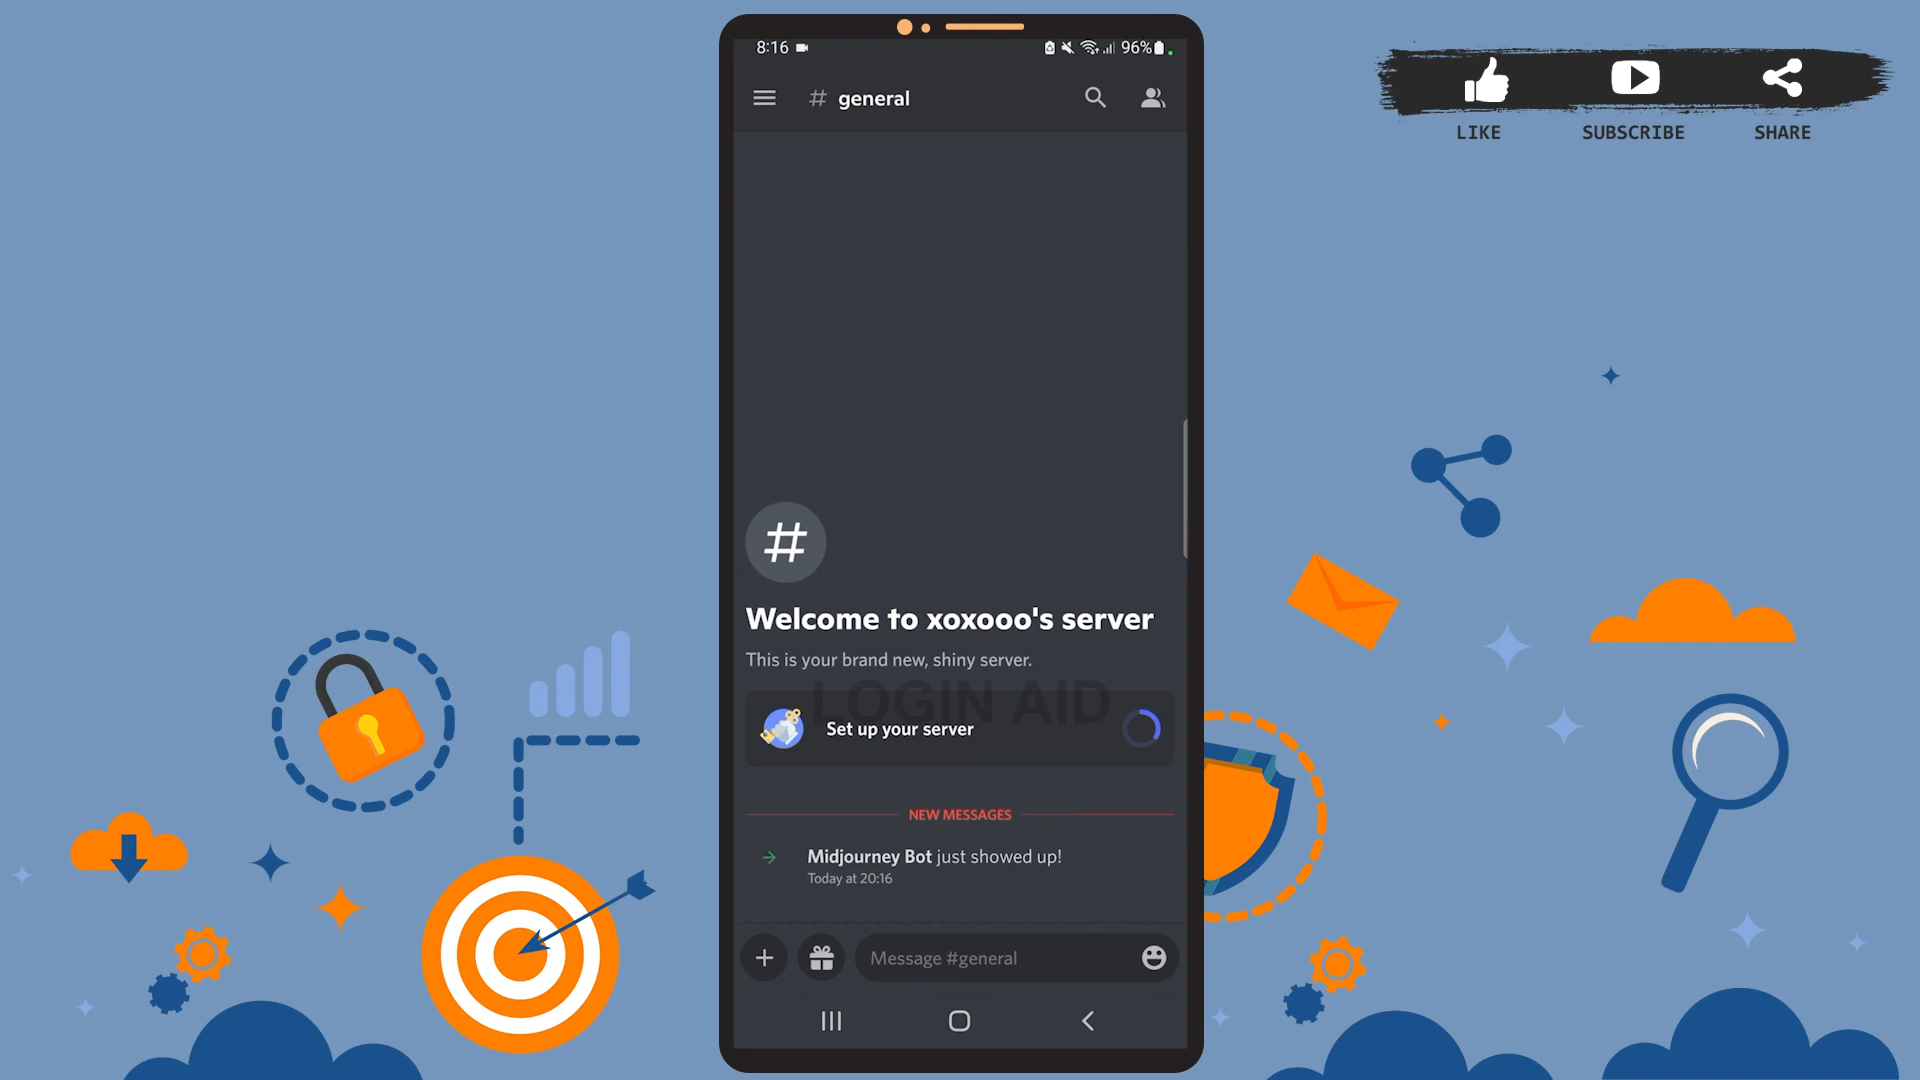 8:16
96%
LIKE
SUBSCRIBE
SHARE
# general
#
Welcome to xoxooo's server
This is your brand new, shiny server.
LOGIN AID
Set up your server
NEW MESSAGES
Midjourney Bot just showed up!
Today at 20:16
Message #general